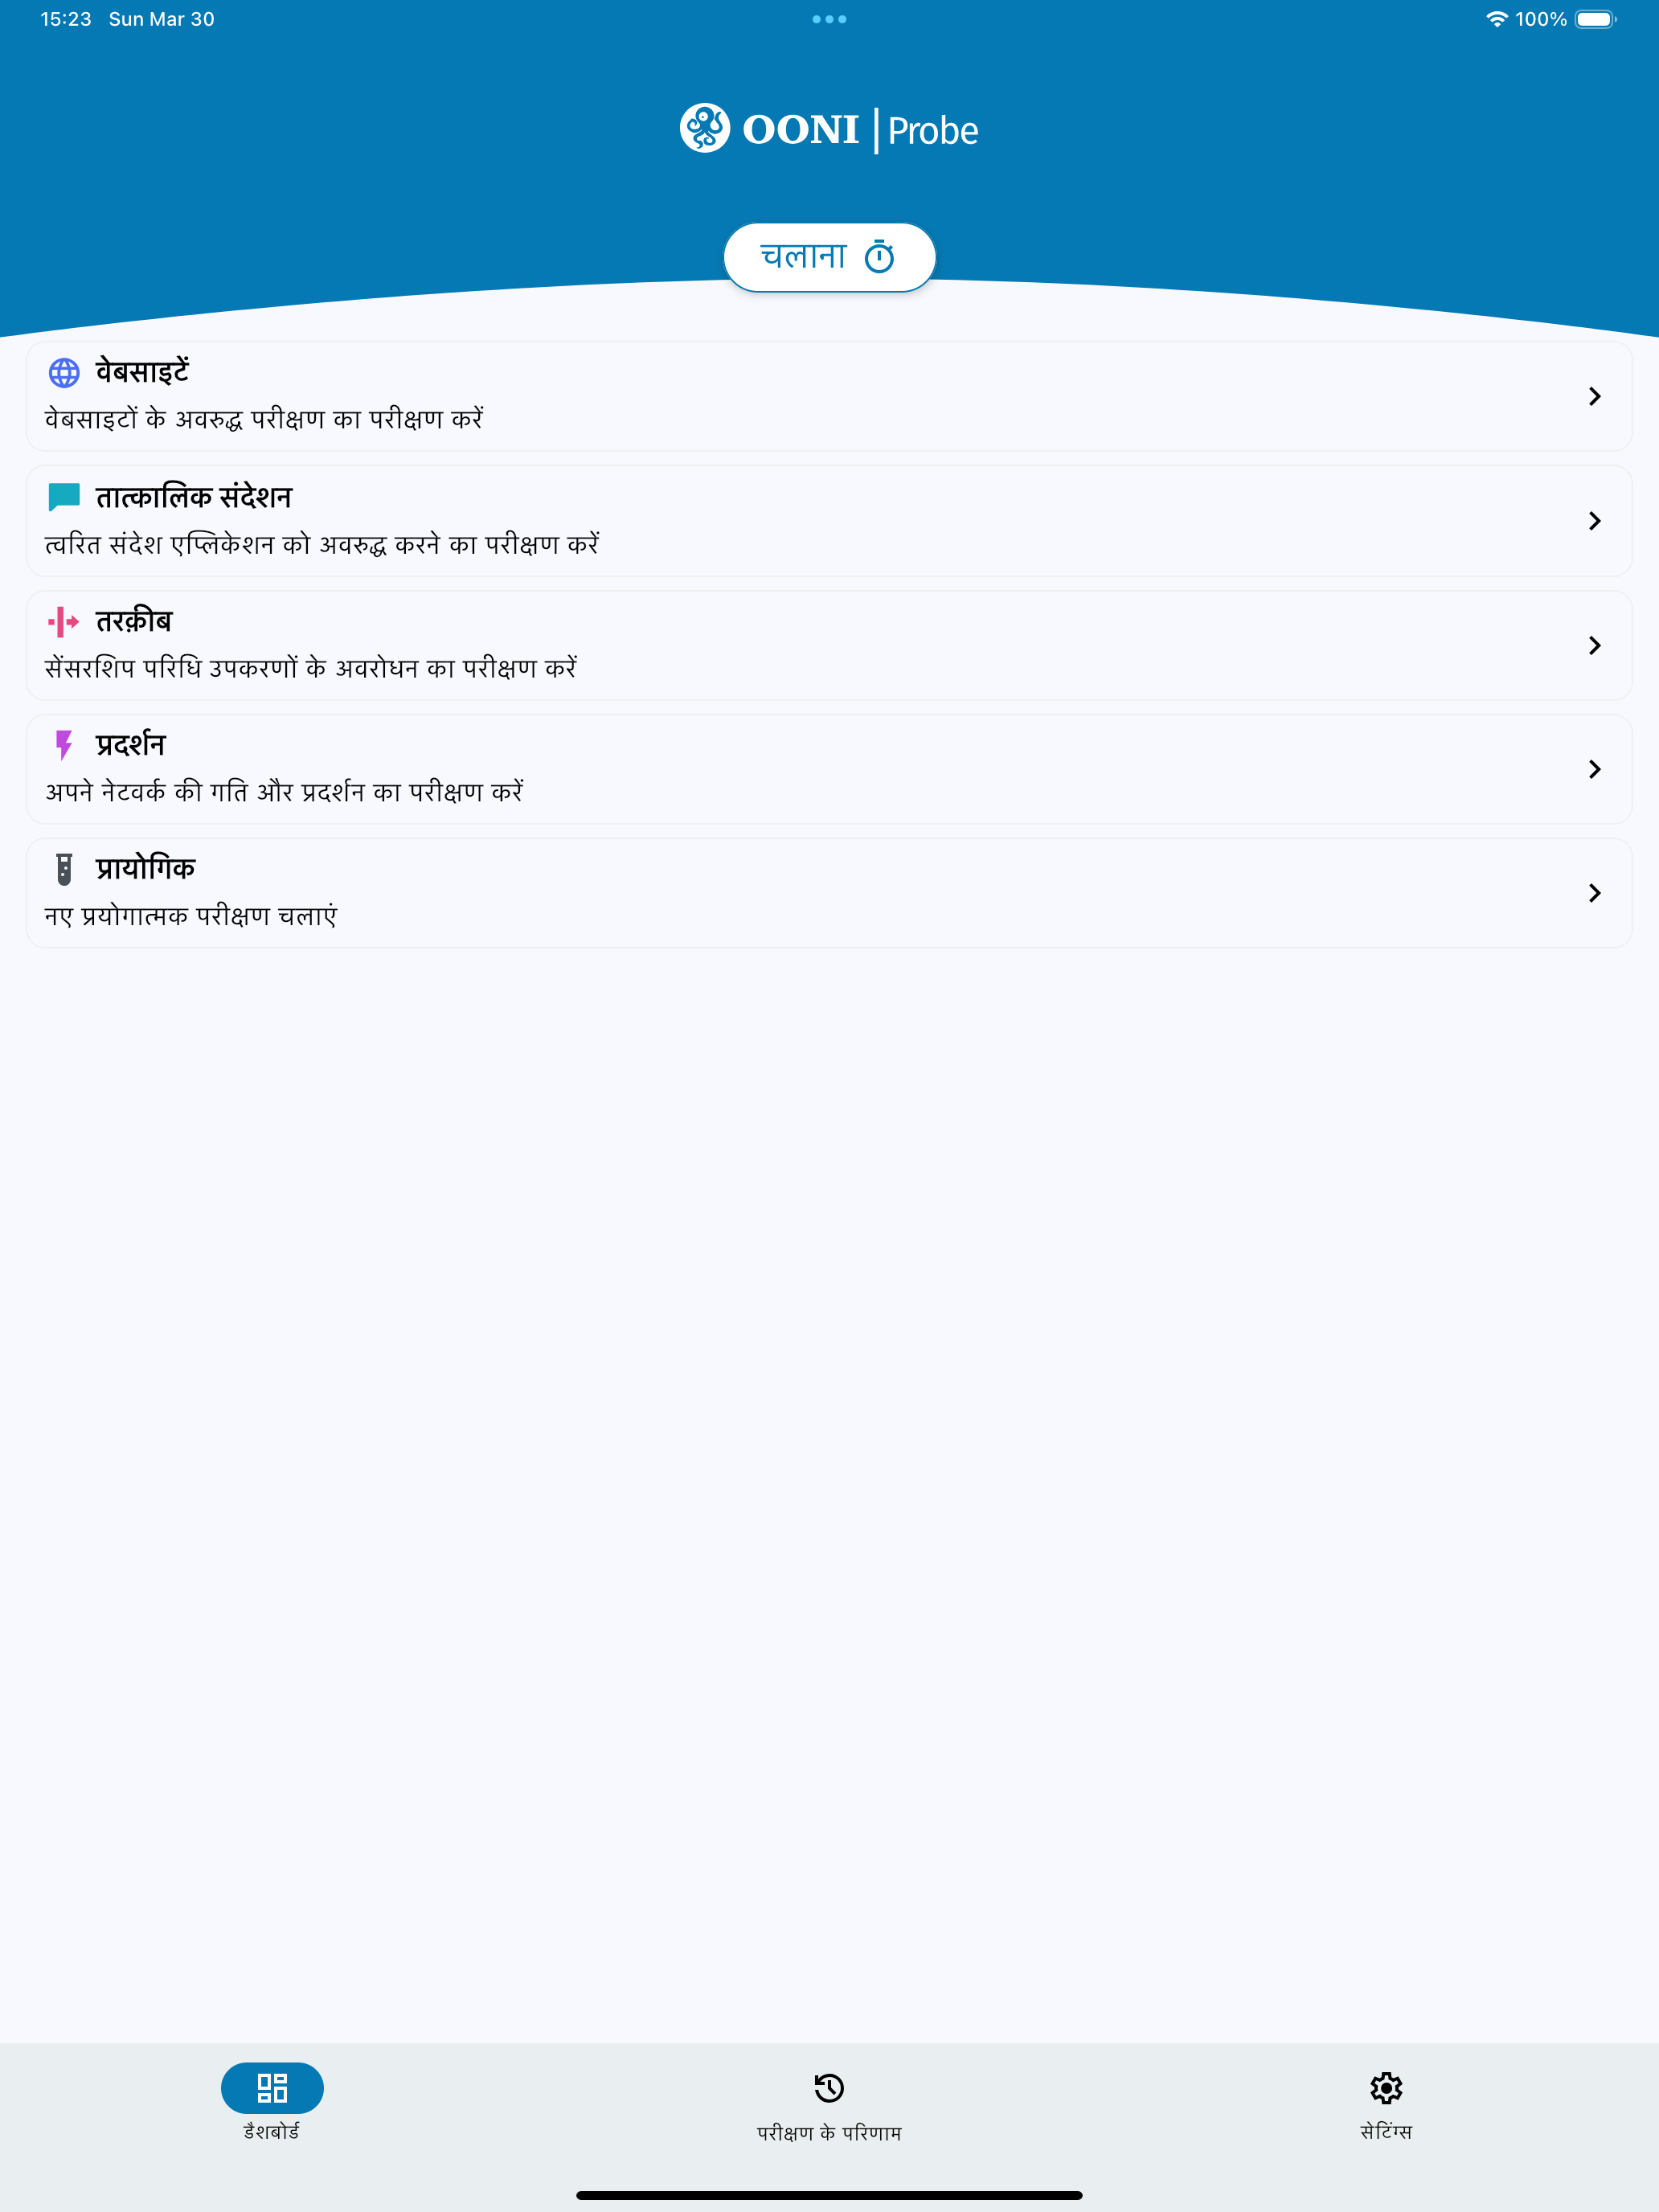 15:23 Sun Mar 30 100%
OONI Probe
चलाना
वेबसाइटें
वेबसाइटों के अवरुद्ध परीक्षण का परीक्षण करें
तात्कालिक संदेशन
त्वरित संदेश एप्लिकेशन को अवरुद्ध करने का परीक्षण करें
तरक़ीब
सेंसरशिप परिधि उपकरणों के अवरोधन का परीक्षण करें
प्रदर्शन
अपने नेटवर्क की गति और प्रदर्शन का परीक्षण करें
प्रायोगिक
नए प्रयोगात्मक परीक्षण चलाएं
डैशबोर्ड परीक्षण के परिणाम सेटिंग्स